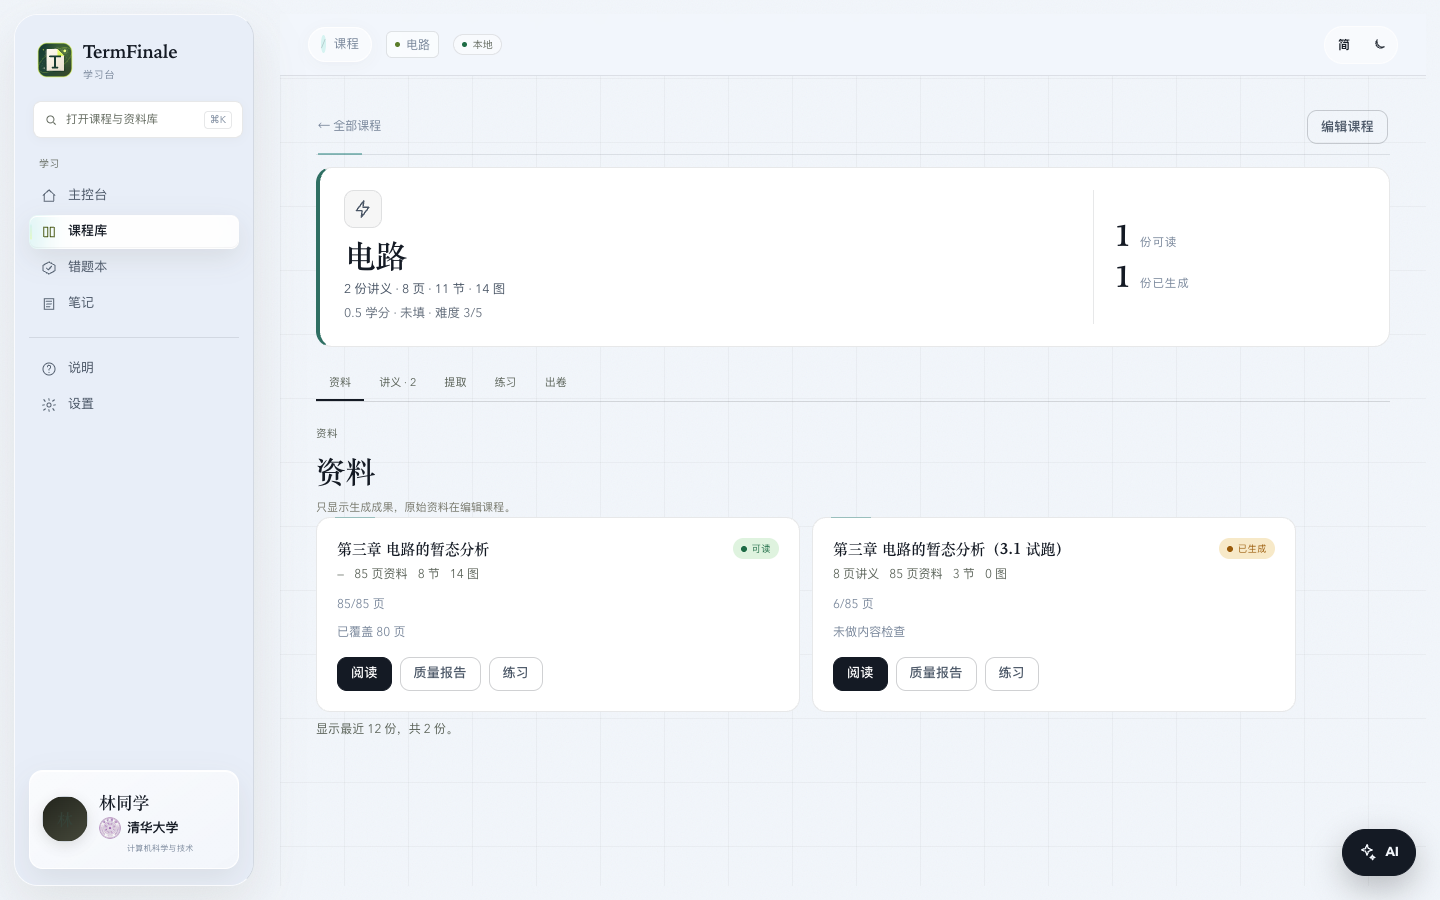 TermFinale
学习台
打开课程与资料库 ⌘K
学习
主控台
课程库
错题本
笔记
说明
设置
林同学
清华大学
计算机科学与技术
课程
电路
本地
简
← 全部课程
编辑课程
电路
2 份讲义 · 8 页 · 11 节 · 14 图
0.5 学分 · 未填 · 难度 3/5
1 份可读
1 份已生成
资料 讲义 · 2 提取 练习 出卷
资料
资料
只显示生成成果，原始资料在编辑课程。
第三章 电路的暂态分析 可读
– 85 页资料 8 节 14 图
85/85 页
已覆盖 80 页
阅读 质量报告 练习
第三章 电路的暂态分析（3.1 试跑） 已生成
8 页讲义 85 页资料 3 节 0 图
6/85 页
未做内容检查
阅读 质量报告 练习
显示最近 12 份，共 2 份。
AI